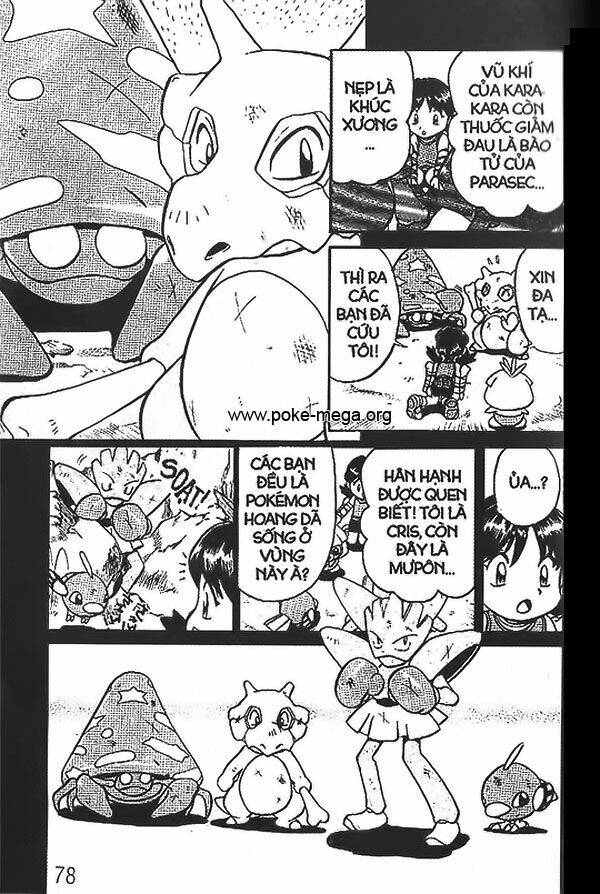 VŨ KHÍ
CỦA KARA-
KARA CÒN
THUỐC GIẢM
ĐAU LÀ BÀO
TỬ CỦA
PARASEC...
NẸP LÀ
KHÚC
XƯƠNG
...
XIN
ĐA
TẠ...
THÌ RA
CÁC
BẠN ĐÃ
CỨU
TÔI!
www.poke-mega.org
ỦA...?
HÂN HẠNH
ĐƯỢC QUEN
BIẾT! TÔI LÀ
CRIS, CÒN
ĐÂY LÀ
MƯPÔN...
CÁC BẠN
ĐỀU LÀ
POKÉMON
HOANG DÃ
SỐNG Ở
VÙNG
NÀY À?
SOẠT!
78